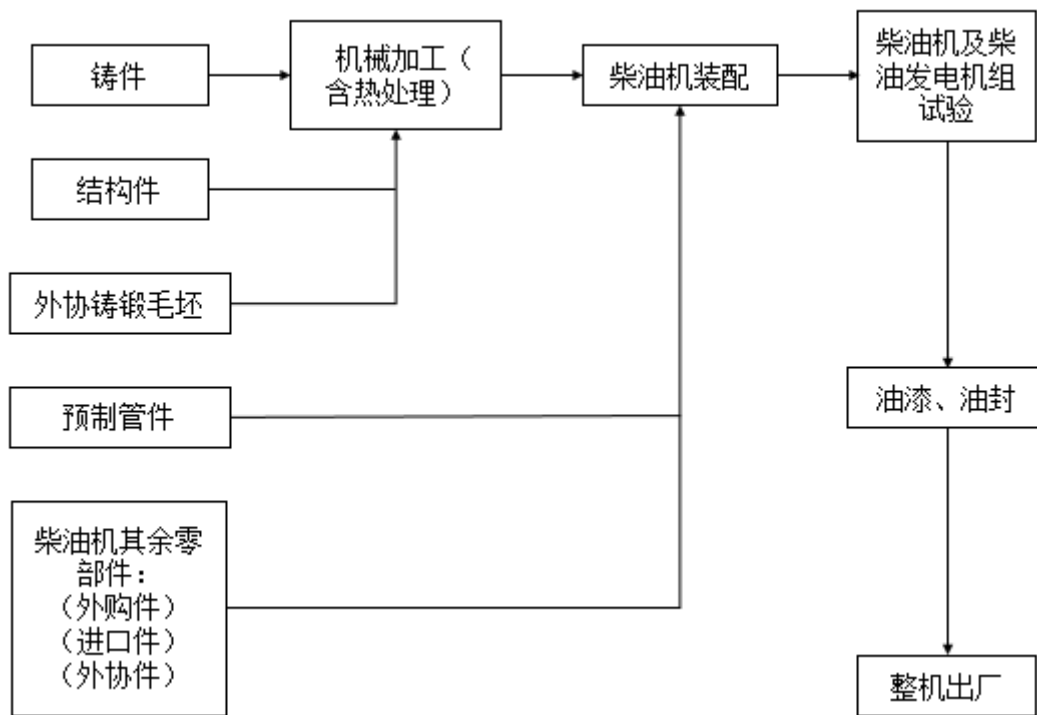 铸件
机械加工（
含热处理）
柴油机装配
柴油机及柴
油发电机组
试验
结构件
外协铸锻毛坯
预制管件
油漆、油封
柴油机其余零
部件：
（外购件）
（进口件）
（外协件）
整机出厂